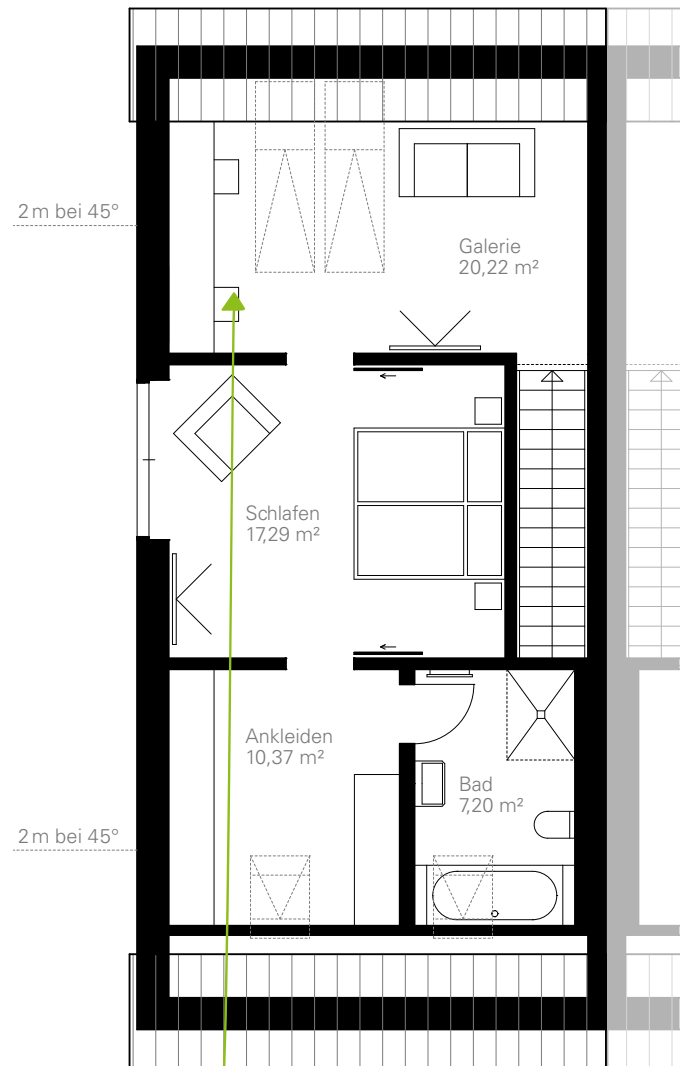 2 m bei 45°
Galerie
20,22 m²
Schlafen
17,29 m²
Ankleiden
10,37 m²
Bad
7,20 m²
2 m bei 45°